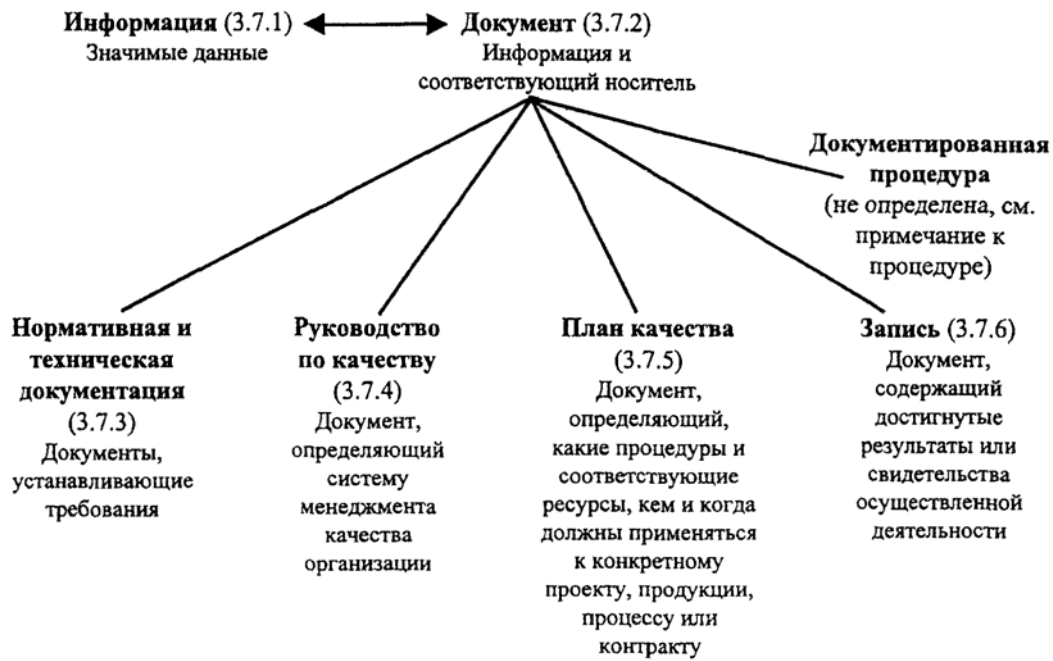 Информация (3.7.1)
Значимые данные
Документ (3.7.2)
Информация и
соответствующий носитель
Документированная
процедура
(не определена, см.
примечание к
процедуре)
Нормативная и
техническая
документация
(3.7.3)
Документы,
устанавливающие
требования
Руководство
по качеству
(3.7.4)
Документ,
определяющий
систему
менеджмента
качества
организации
План качества
(3.7.5)
Документ,
определяющий,
какие процедуры и
соответствующие
ресурсы, кем и когда
должны применяться
к конкретному
проекту, продукции,
процессу или
контракту
Запись (3.7.6)
Документ,
содержащий
достигнутые
результаты или
свидетельства
осуществленной
деятельности